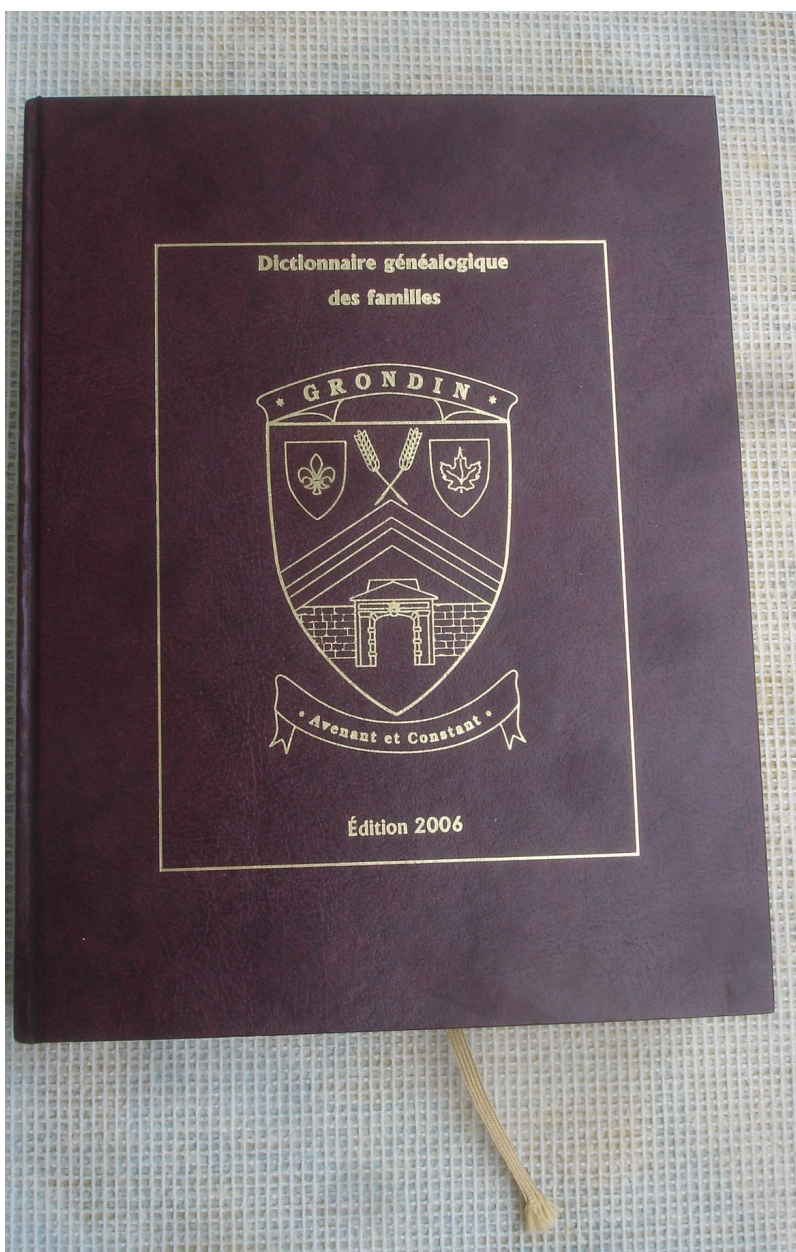 Dictionnaire généalogique
des familles
* GRONDIN *
• Avenant et Constant •
Édition 2006